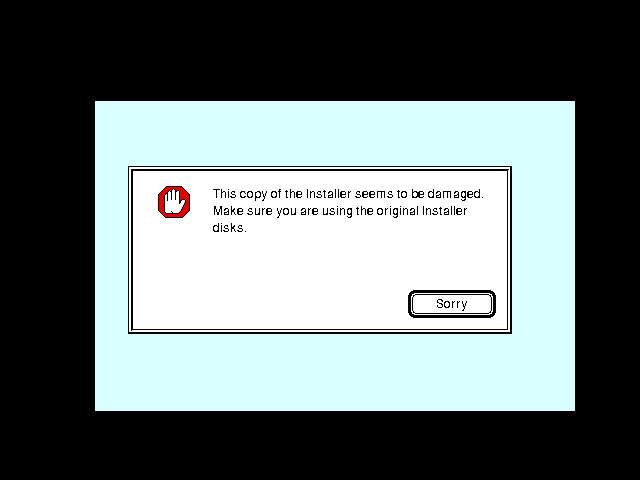 This copy of the Installer seems to be damaged.
Make sure you are using the original Installer
disks.
Sorry